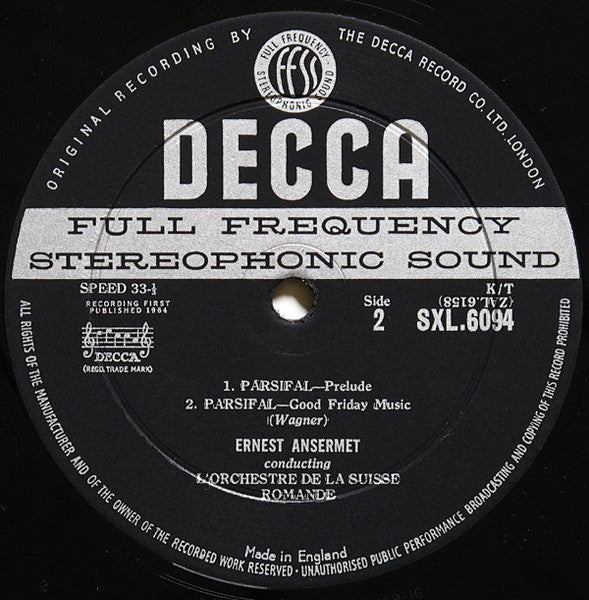 ORIGINAL RECORDING BY THE DECCA RECORD CO. LTD. LONDON
FULL FREQUENCY
FFSS
STEREOPHONIC SOUND
DECCA
FULL FREQUENCY
STEREOPHONIC SOUND
SPEED 33-⅓
RECORDING FIRST
PUBLISHED 1964
DECCA
(REGD. TRADE MARK)
K/T
(ZAL.6158)
Side
2
SXL.6094
1. PARSIFAL—Prelude
2. PARSIFAL—Good Friday Music
(Wagner)
ERNEST ANSERMET
conducting
L'ORCHESTRE DE LA SUISSE
ROMANDE
Made in England
ALL RIGHTS OF THE MANUFACTURER AND OF THE OWNER OF THE RECORDED WORK RESERVED · UNAUTHORISED PUBLIC PERFORMANCE BROADCASTING AND COPYING OF THIS RECORD PROHIBITED